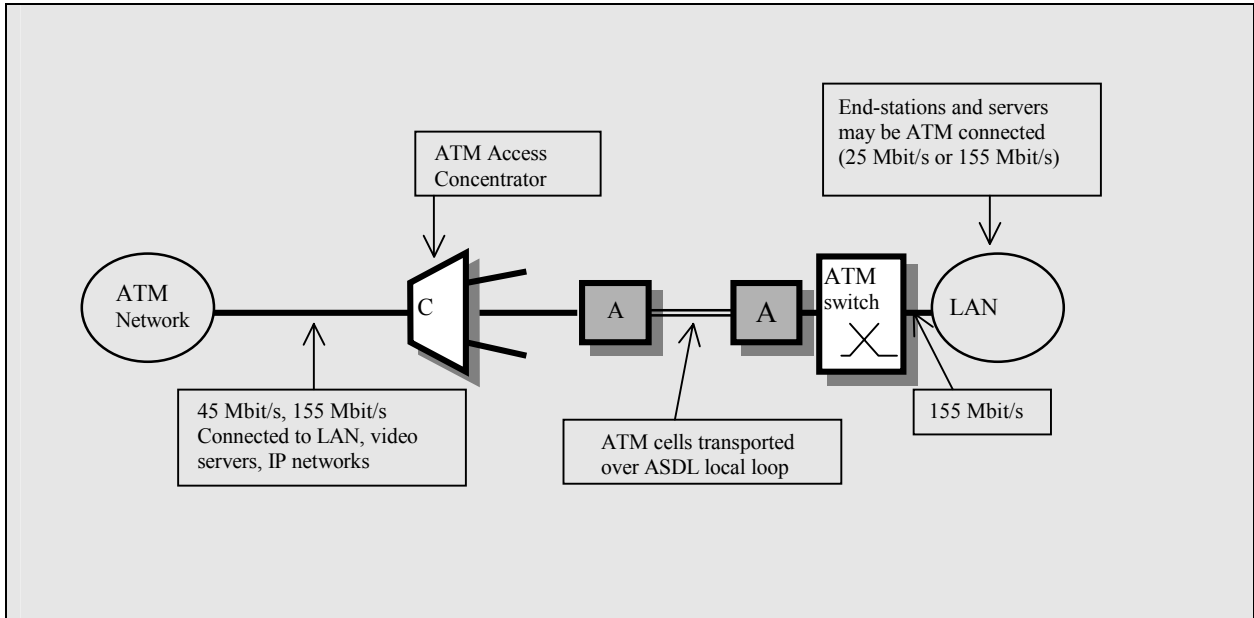 End-stations and servers
may be ATM connected
(25 Mbit/s or 155 Mbit/s)
ATM Access
Concentrator
ATM
Network
C
A
A
ATM
switch
LAN
45 Mbit/s, 155 Mbit/s
Connected to LAN, video
servers, IP networks
ATM cells transported
over ASDL local loop
155 Mbit/s